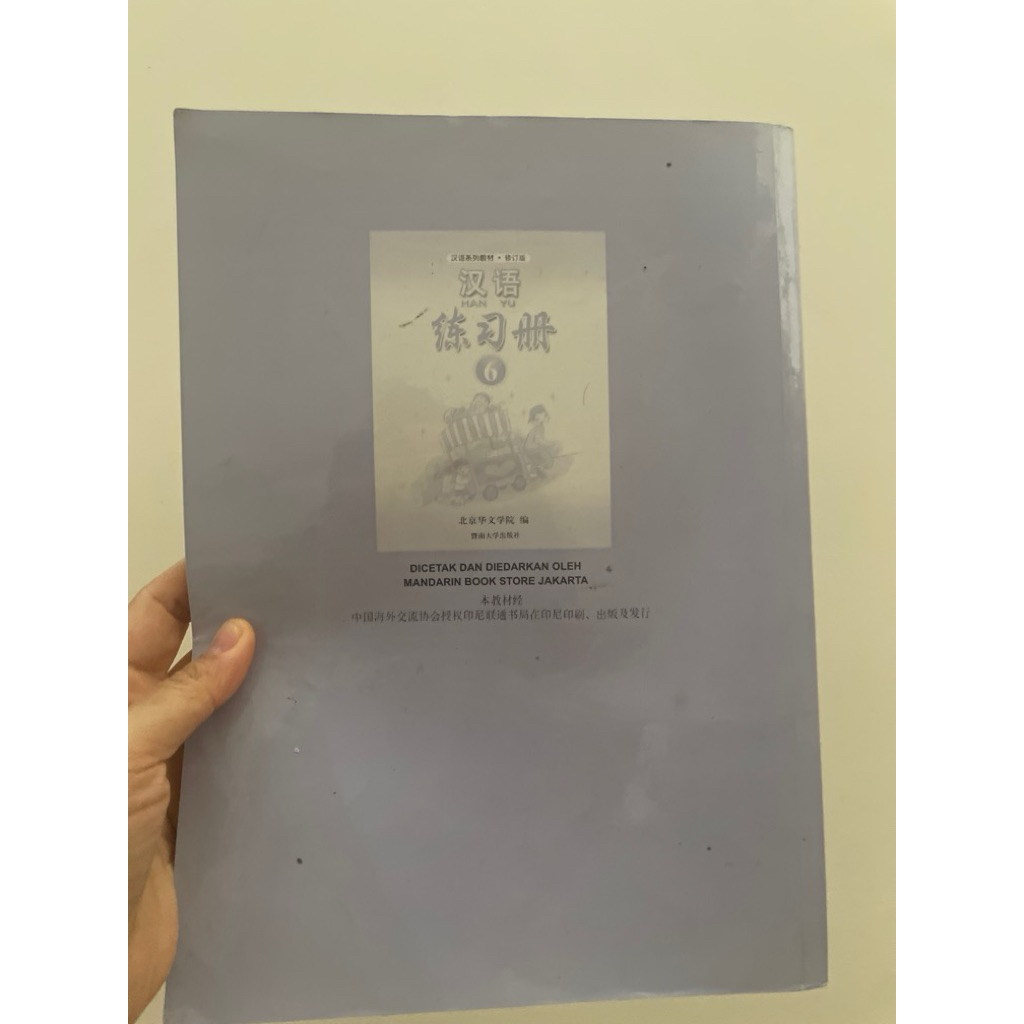 汉语系列教材·修订版
汉语
HAN YU
练习册
6
北京华文学院 编
暨南大学出版社
DICETAK DAN DIEDARKAN OLEH
MANDARIN BOOK STORE JAKARTA
本教材经
中国海外交流协会授权印尼联通书局在印尼印刷、出版及发行